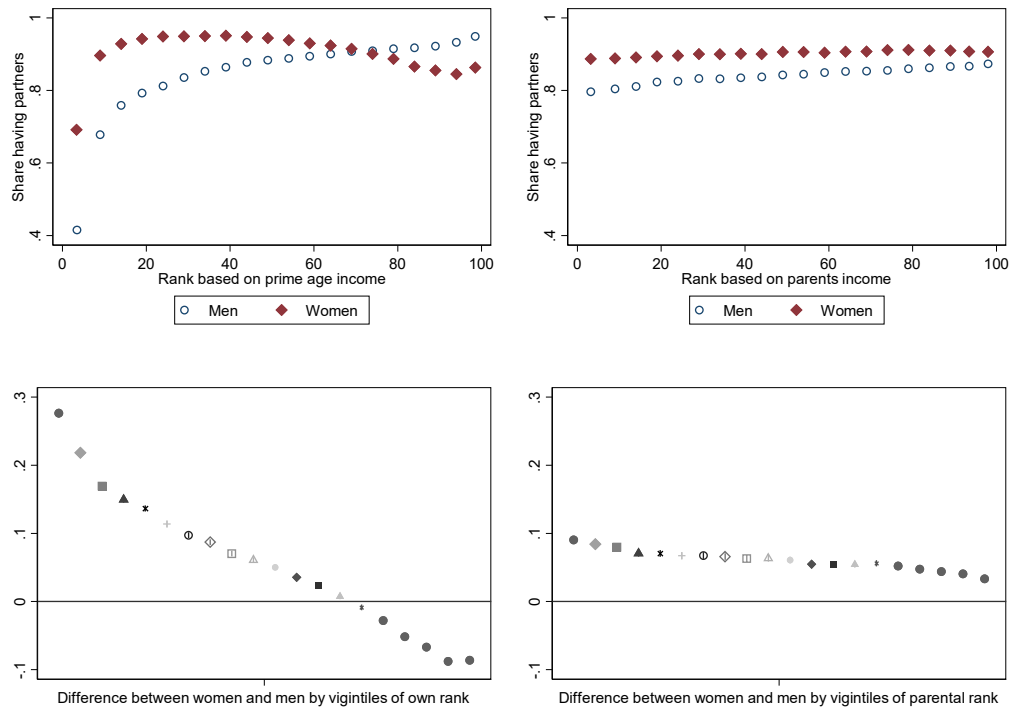 Share having partners
1
.8
.6
.4
0 20 40 60 80 100
Rank based on prime age income
Men Women
Share having partners
1
.8
.6
.4
0 20 40 60 80 100
Rank based on parents income
Men Women
.3
.2
.1
0
-.1
Difference between women and men by vigintiles of own rank
.3
.2
.1
0
-.1
Difference between women and men by vigintiles of parental rank